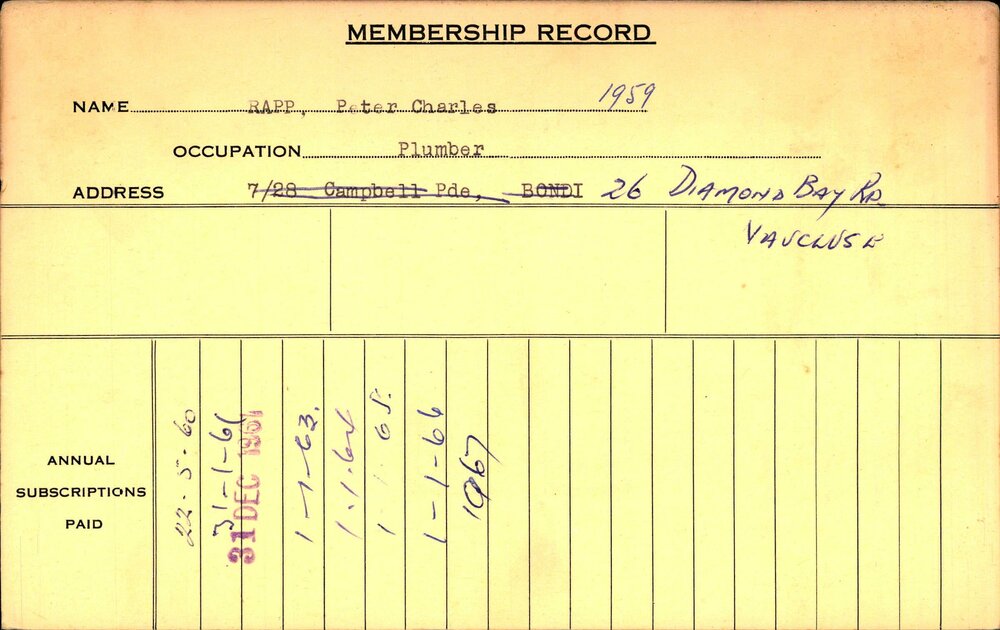 MEMBERSHIP RECORD
NAME RAPP, Peter Charles 1959
OCCUPATION Plumber
ADDRESS 7/28 Campbell Pde, BONDI 26 DIAMOND BAY RD
VAUCLUSE
ANNUAL
SUBSCRIPTIONS
PAID
22-5-60
31-1-61
31 DEC 1961
1-1-63.
1.1.64
1 1 65.
1-1-66
1967